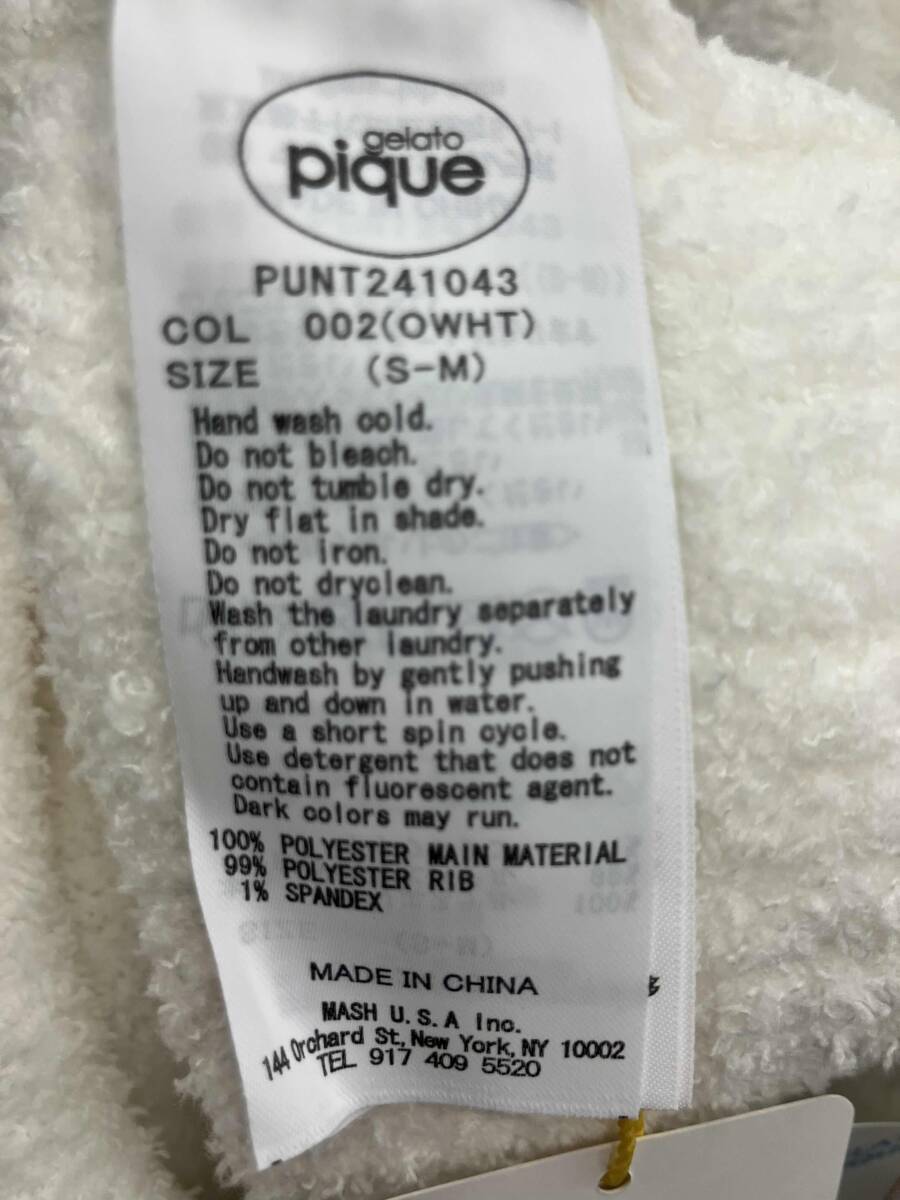 gelato
pique
PUNT241043
COL 002(OWHT)
SIZE (S-M)
Hand wash cold.
Do not bleach.
Do not tumble dry.
Dry flat in shade.
Do not iron.
Do not dryclean.
Wash the laundry separately
from other laundry.
Handwash by gently pushing
up and down in water.
Use a short spin cycle.
Use detergent that does not
contain fluorescent agent.
Dark colors may run.
100% POLYESTER MAIN MATERIAL
99% POLYESTER RIB
1% SPANDEX
MADE IN CHINA
MASH U.S.A Inc.
144 Orchard St, New York, NY 10002
TEL 917 409 5520